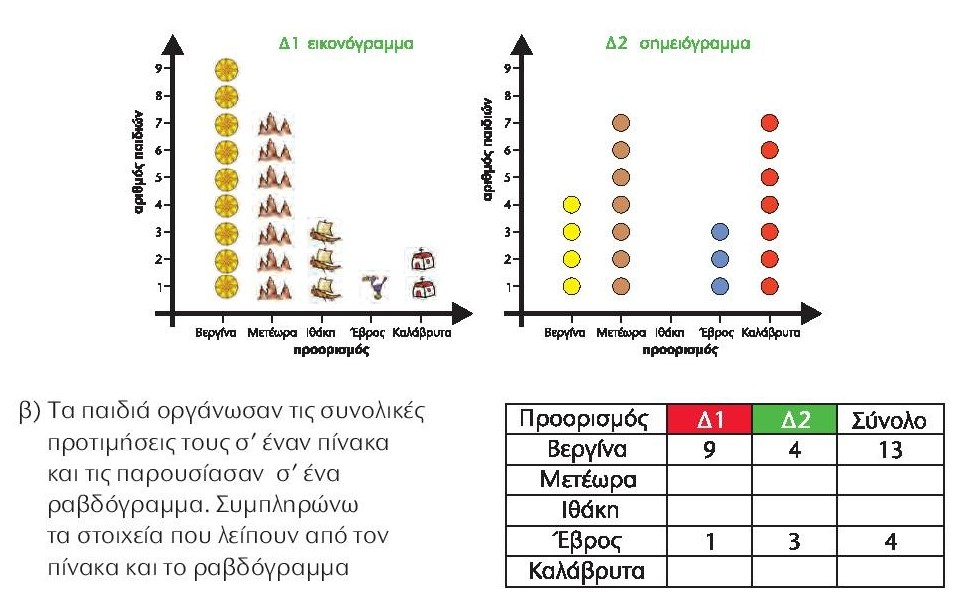 Δ1 εικονόγραμμα
αριθμός παιδιών
9
8
7
6
5
4
3
2
1
Βεργίνα Μετέωρα Ιθάκη Έβρος Καλάβρυτα
προορισμός
Δ2 σημειόγραμμα
αριθμός παιδιών
9
8
7
6
5
4
3
2
1
Βεργίνα Μετέωρα Ιθάκη Έβρος Καλάβρυτα
προορισμός
β) Τα παιδιά οργάνωσαν τις συνολικές
προτιμήσεις τους σ’ έναν πίνακα
και τις παρουσίασαν σ’ ένα
ραβδόγραμμα. Συμπληρώνω
τα στοιχεία που λείπουν από τον
πίνακα και το ραβδόγραμμα
Προορισμός Δ1 Δ2 Σύνολο
Βεργίνα 9 4 13
Μετέωρα
Ιθάκη
Έβρος 1 3 4
Καλάβρυτα